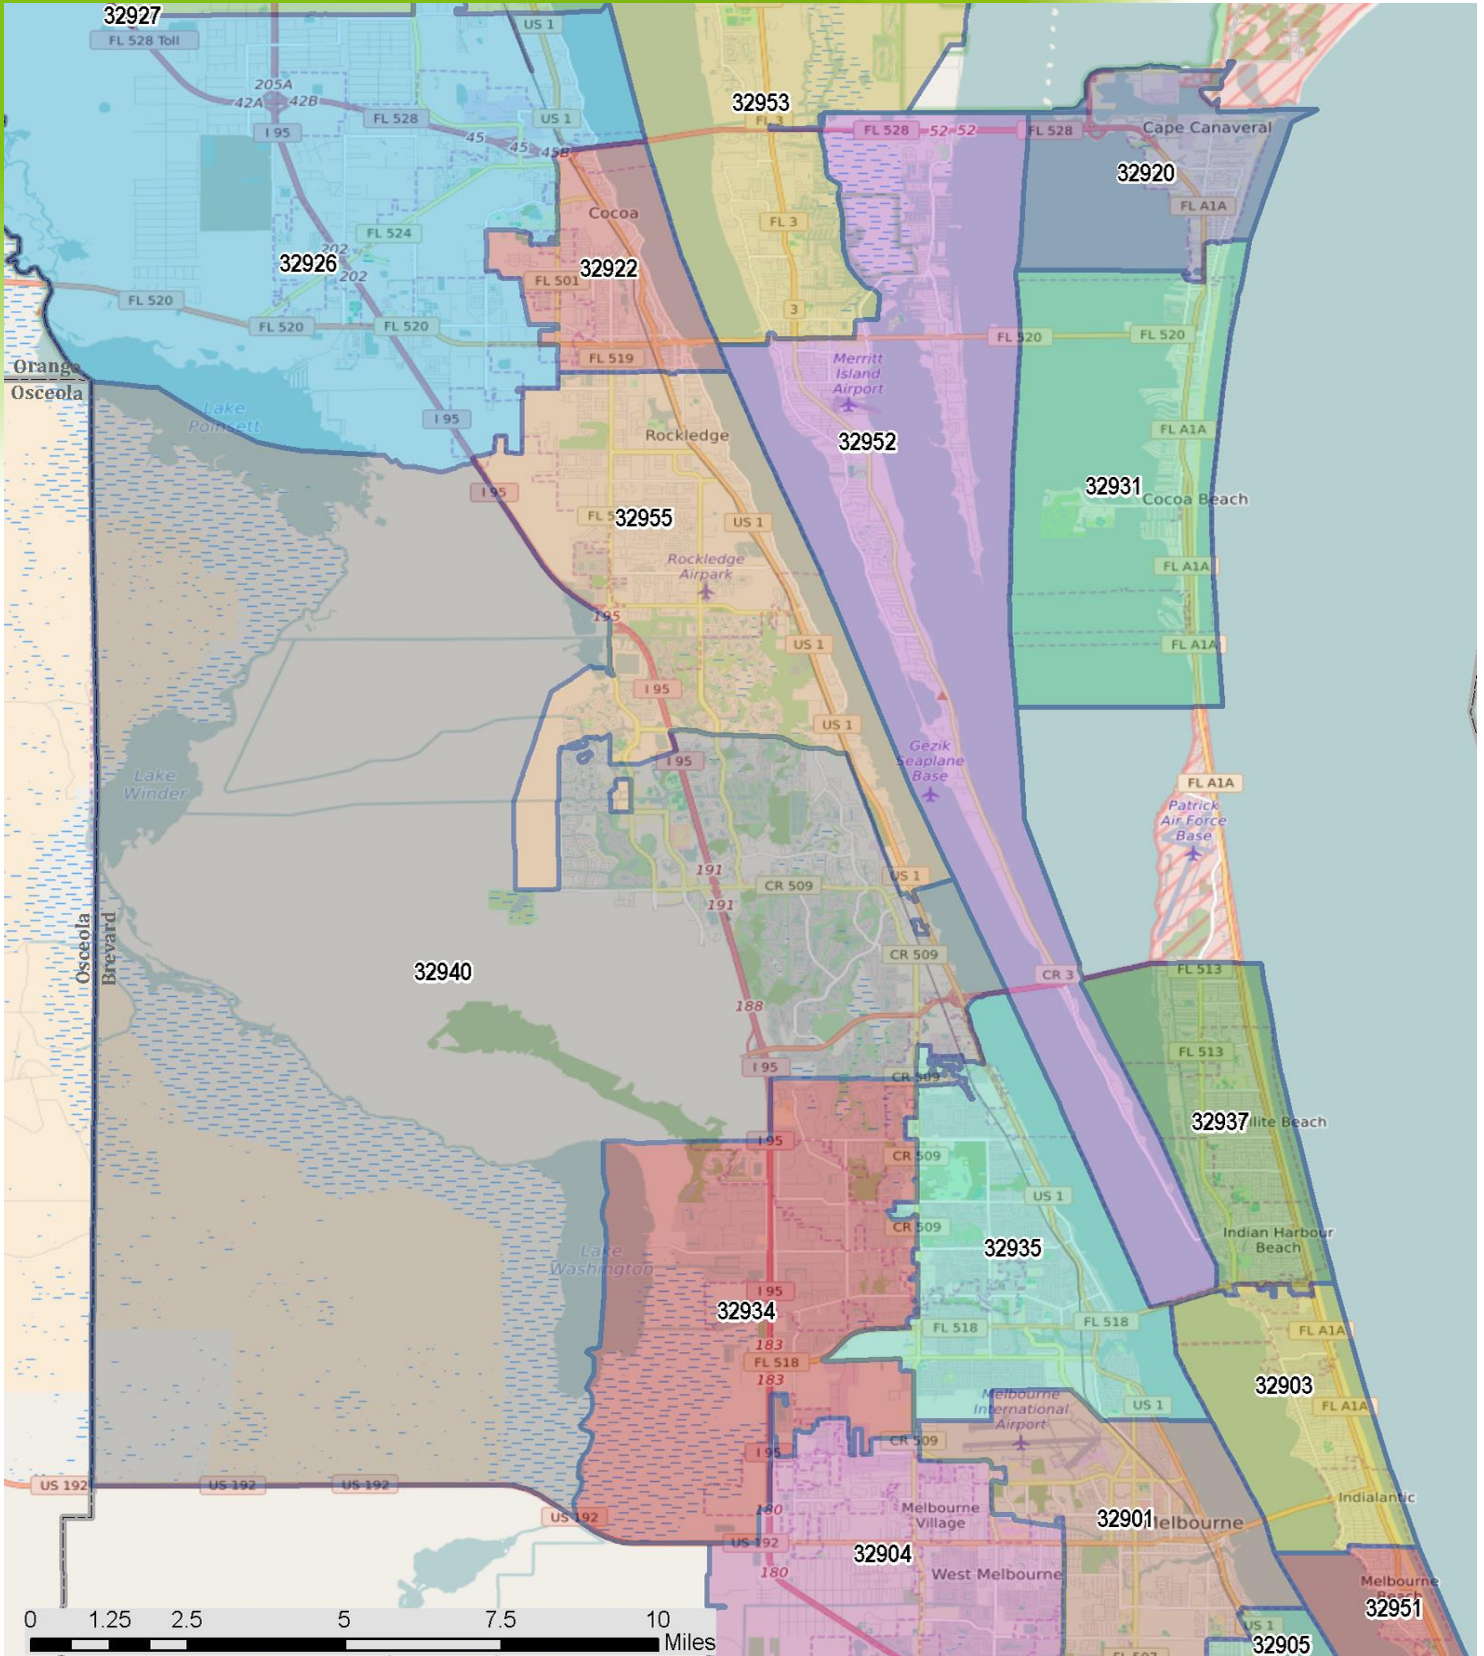 32927
FL 528 Toll
US 1
205A
42A
42B
I 95
FL 528
45
45
45B
US 1
32953
FL 3
FL 528
52
52
FL 528
Cape Canaveral
32920
FL A1A
Cocoa
FL 3
FL 524
202
32926
202
FL 501
32922
FL 520
FL 520
FL 520
3
FL 520
FL 520
FL 519
Orange
Osceola
Merritt
Island
Airport
Lake
Poinsett
I 95
Rockledge
32952
FL A1A
32931
Cocoa Beach
I 95
32955
US 1
Rockledge
Airpark
FL A1A
195
US 1
FL A1A
I 95
US 1
Gezik
Seaplane
Base
I 95
Lake
Winder
FL A1A
Patrick
Air Force
Base
191
CR 509
US 1
191
Osceola
Brevard
CR 509
32940
CR 3
FL 513
188
FL 513
I 95
CR 509
32937
llite Beach
I 95
CR 509
US 1
CR 509
Indian Harbour
Beach
32935
Lake
Washington
I 95
32934
FL 518
FL 518
FL A1A
183
FL 518
183
32903
Melbourne
International
Airport
US 1
FL A1A
I 95
CR 509
US 192
US 192
US 192
Indialantic
180
Melbourne
Village
US 192
32901
Melbourne
US 192
32904
180
West Melbourne
Melbourne
Beach
32951
0 1.25 2.5 5 7.5 10
Miles
US 1
32905